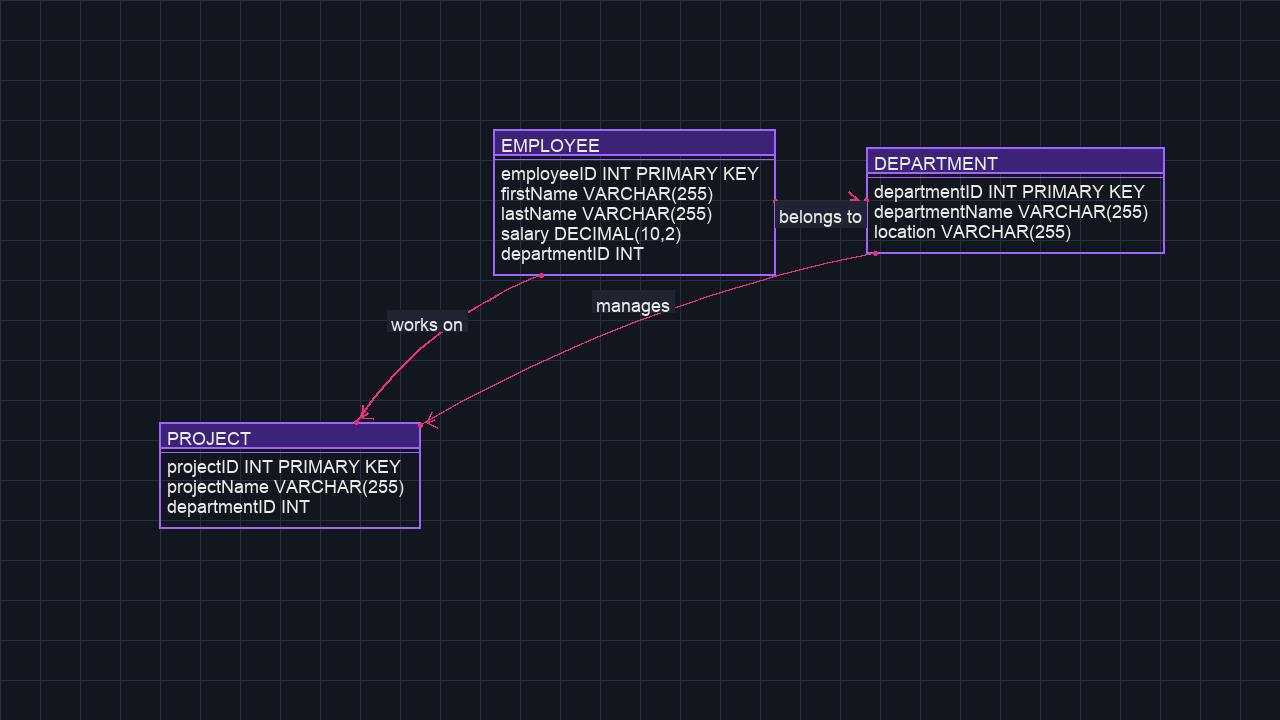 EMPLOYEE
employeeID INT PRIMARY KEY
firstName VARCHAR(255)
lastName VARCHAR(255)
salary DECIMAL(10,2)
departmentID INT
belongs to
DEPARTMENT
departmentID INT PRIMARY KEY
departmentName VARCHAR(255)
location VARCHAR(255)
works on
manages
PROJECT
projectID INT PRIMARY KEY
projectName VARCHAR(255)
departmentID INT